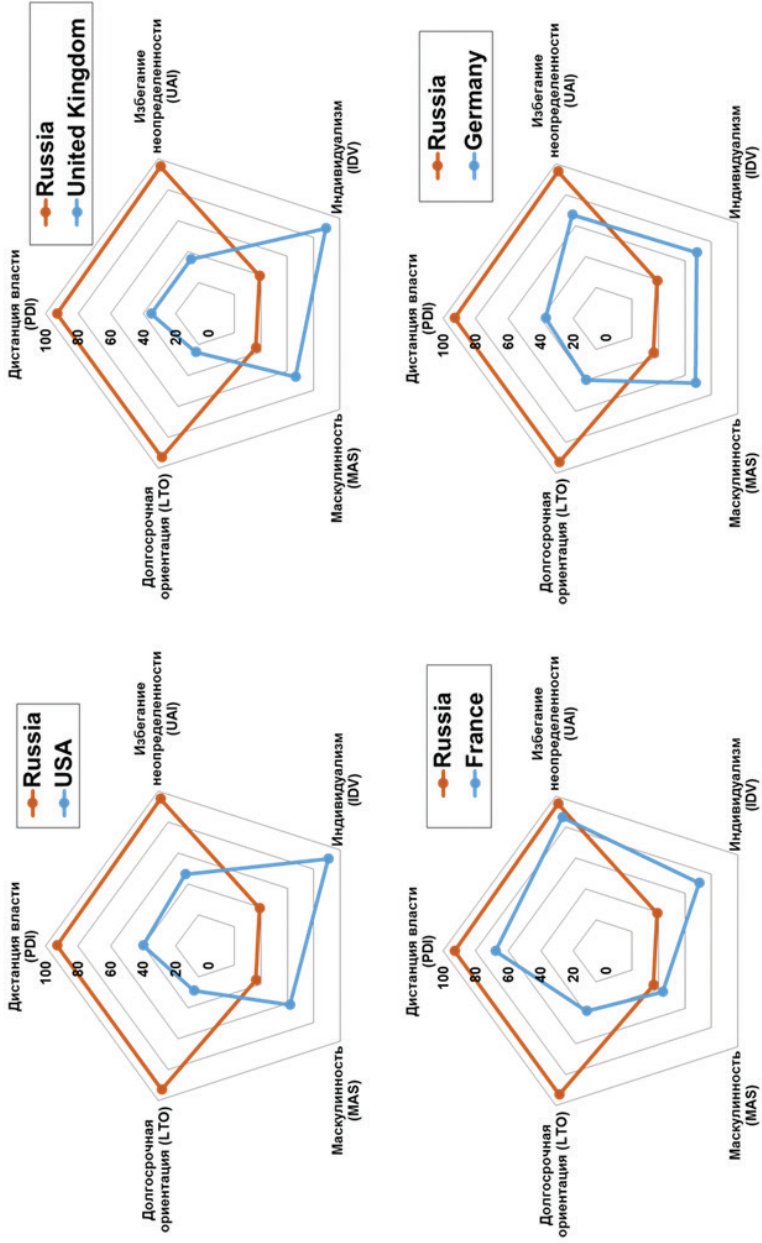 Дистанция власти
(PDI)
Russia
USA
100
80
60
40
20
0
Избегание
неопределенности
(UAI)
Долгосрочная
ориентация (LTO)
Маскулинность
(MAS)
Индивидуализм
(IDV)
Дистанция власти
(PDI)
Russia
United Kingdom
100
80
60
40
20
0
Избегание
неопределенности
(UAI)
Долгосрочная
ориентация (LTO)
Маскулинность
(MAS)
Индивидуализм
(IDV)
Дистанция власти
(PDI)
Russia
France
100
80
60
40
20
0
Избегание
неопределенности
(UAI)
Долгосрочная
ориентация (LTO)
Маскулинность
(MAS)
Индивидуализм
(IDV)
Дистанция власти
(PDI)
Russia
Germany
100
80
60
40
20
0
Избегание
неопределенности
(UAI)
Долгосрочная
ориентация (LTO)
Маскулинность
(MAS)
Индивидуализм
(IDV)